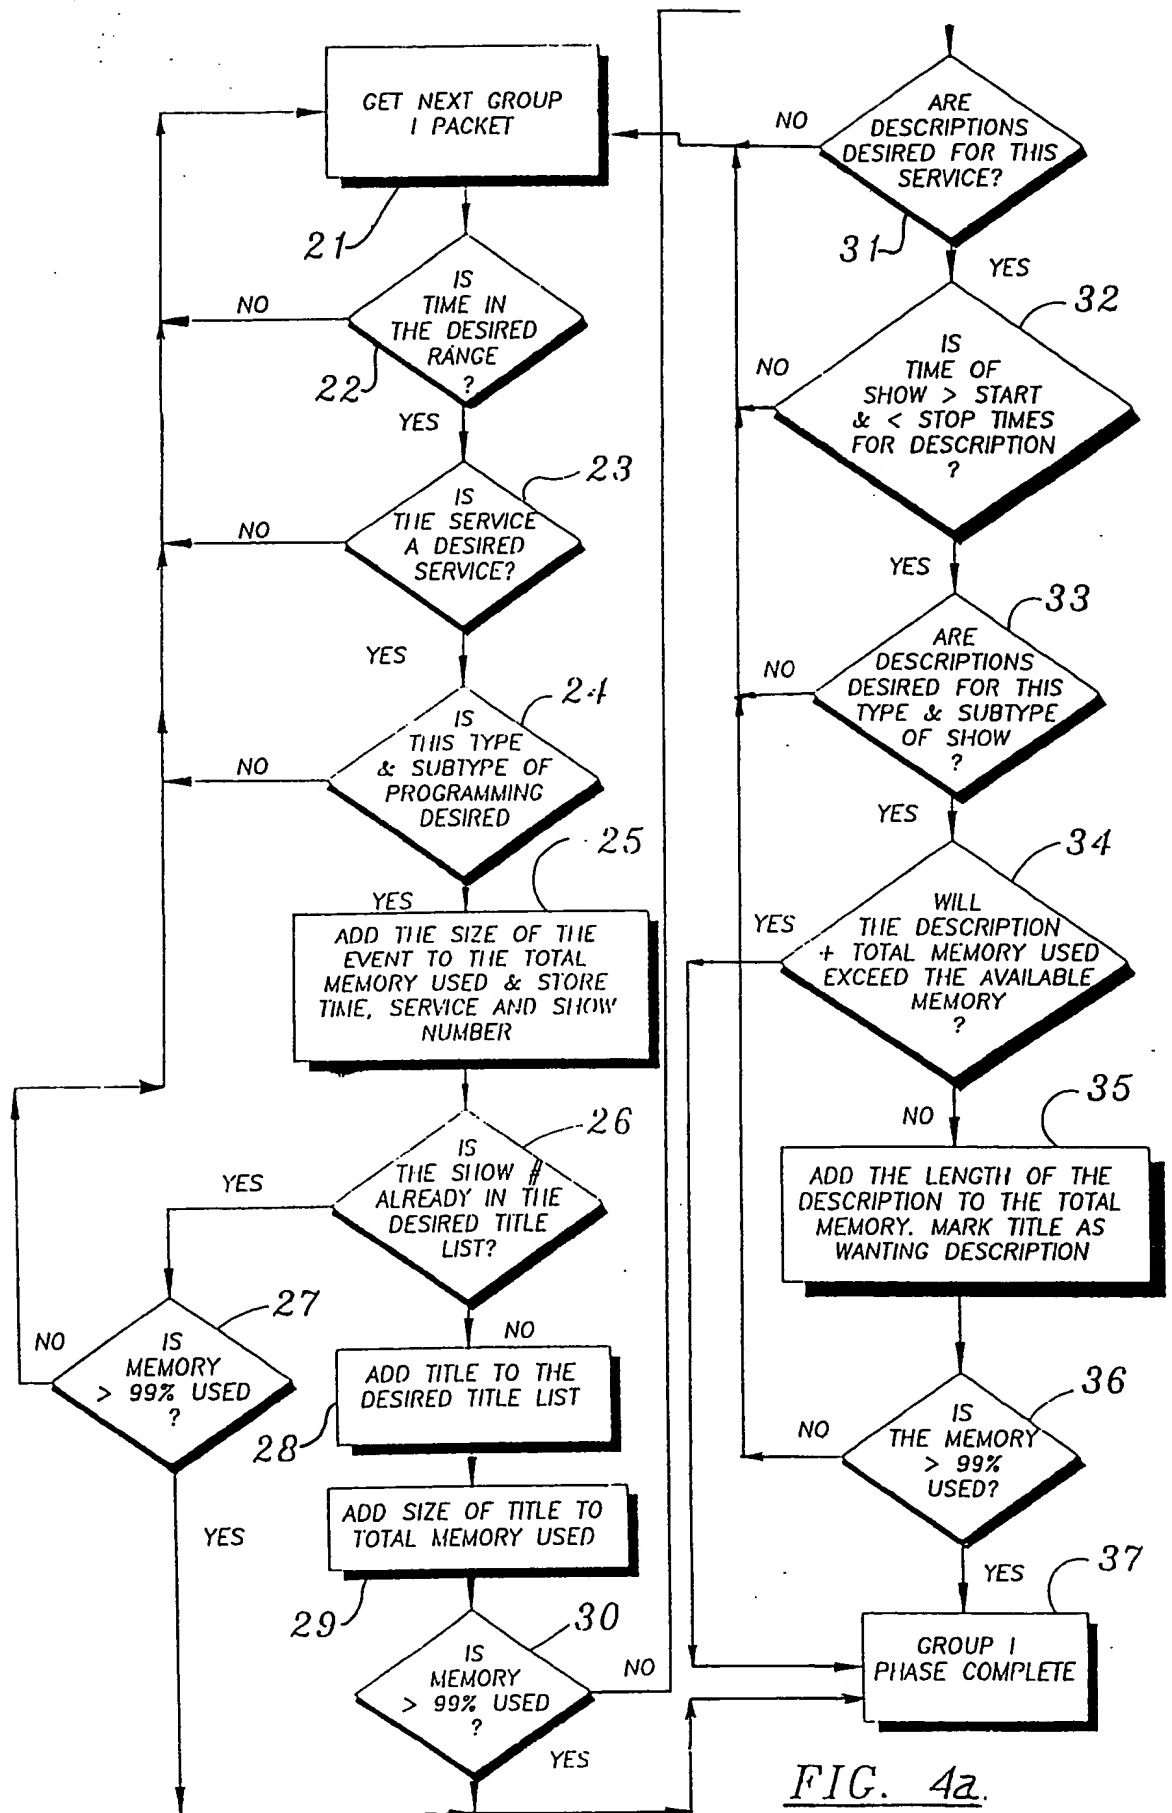 GET NEXT GROUP
I PACKET
21
IS
TIME IN
THE DESIRED
RANGE
?
22
NO
YES
IS
THE SERVICE
A DESIRED
SERVICE?
23
NO
YES
IS
THIS TYPE
& SUBTYPE OF
PROGRAMMING
DESIRED
24
NO
YES
25
ADD THE SIZE OF THE
EVENT TO THE TOTAL
MEMORY USED & STORE
TIME, SERVICE AND SHOW
NUMBER
IS
THE SHOW #
ALREADY IN THE
DESIRED TITLE
LIST?
26
YES
NO
IS
MEMORY
> 99% USED
?
27
NO
YES
ADD TITLE TO THE
DESIRED TITLE LIST
28
ADD SIZE OF TITLE TO
TOTAL MEMORY USED
29
IS
MEMORY
> 99% USED
?
30
NO
YES
ARE
DESCRIPTIONS
DESIRED FOR THIS
SERVICE?
31
NO
YES
IS
TIME OF
SHOW > START
& < STOP TIMES
FOR DESCRIPTION
?
32
NO
YES
ARE
DESCRIPTIONS
DESIRED FOR THIS
TYPE & SUBTYPE
OF SHOW
?
33
NO
YES
WILL
THE DESCRIPTION
+ TOTAL MEMORY USED
EXCEED THE AVAILABLE
MEMORY
?
34
YES
NO
35
ADD THE LENGTH OF THE
DESCRIPTION TO THE TOTAL
MEMORY. MARK TITLE AS
WANTING DESCRIPTION
IS
THE MEMORY
> 99%
USED?
36
NO
YES
37
GROUP I
PHASE COMPLETE
FIG. 4a.